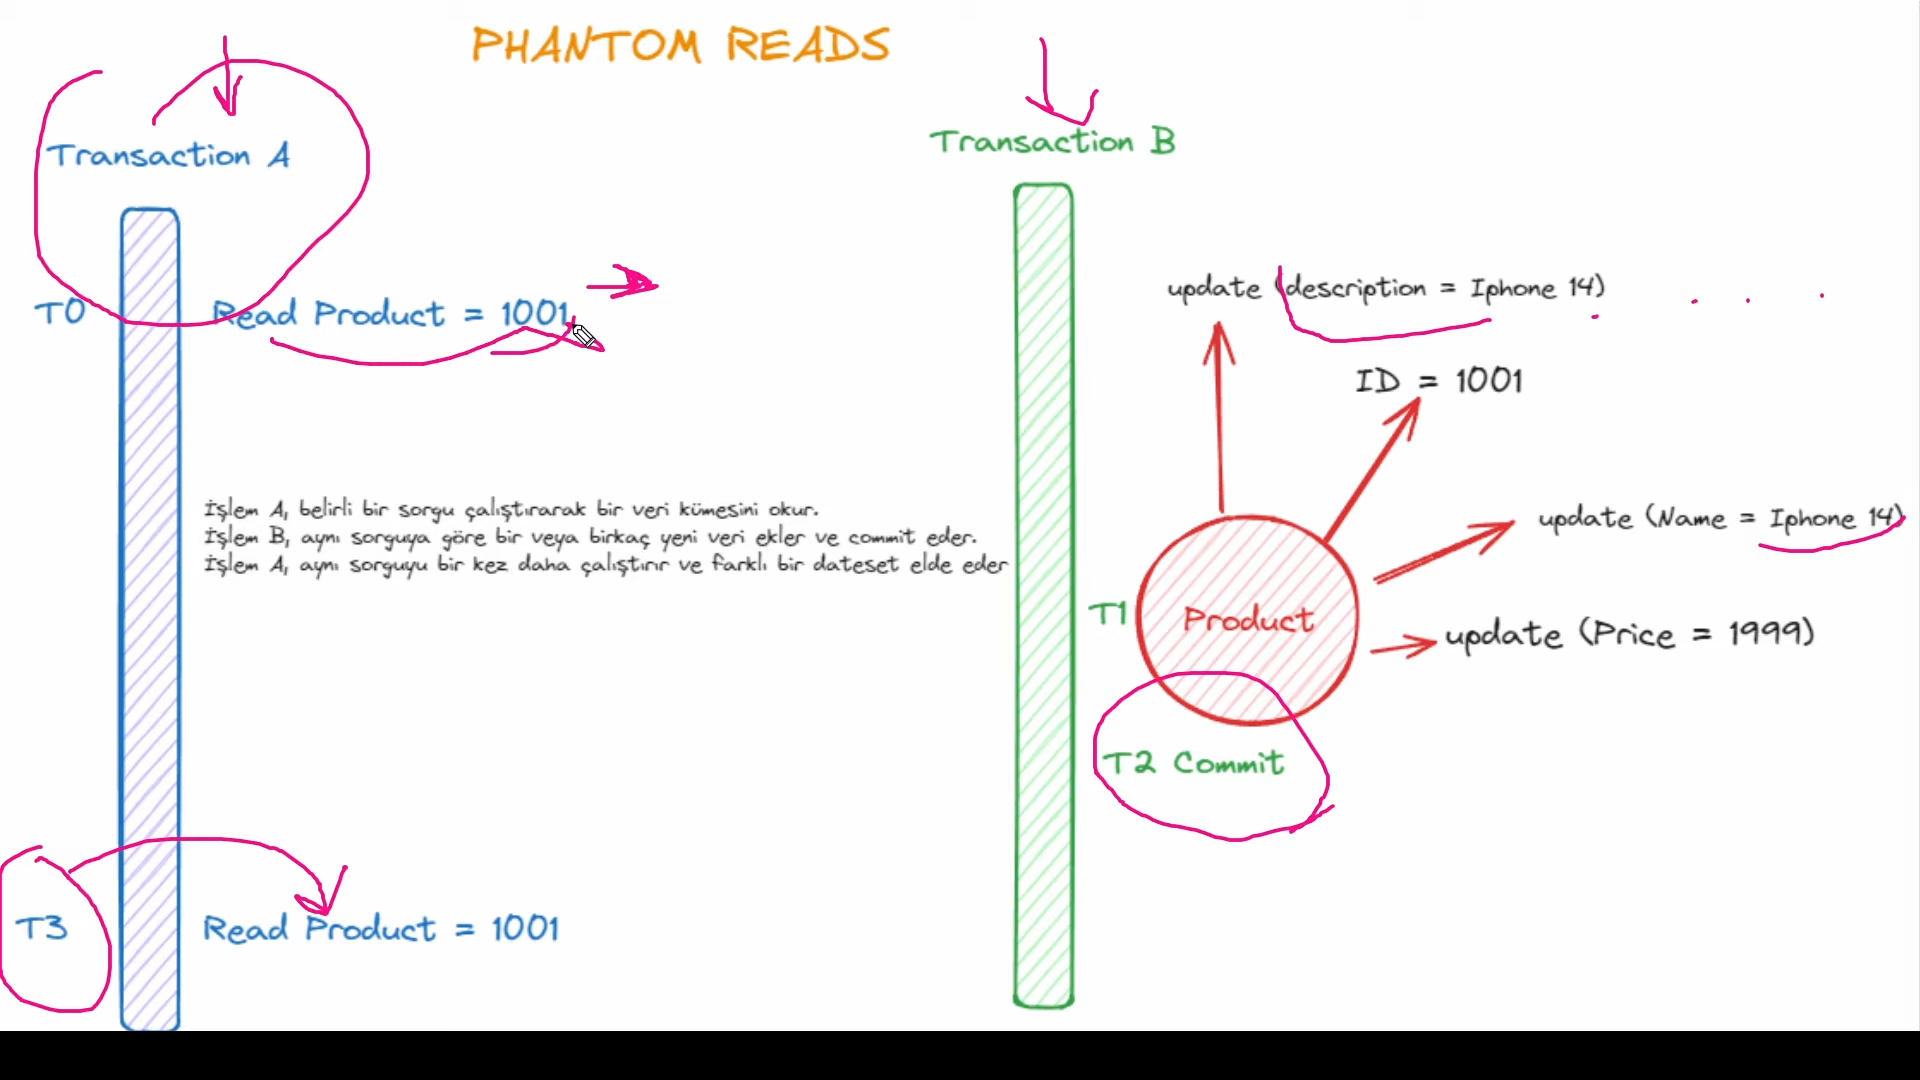 PHANTOM READS
Transaction A
Transaction B
T0
Read Product = 1001
update (description = Iphone 14)
ID = 1001
İşlem A, belirli bir sorgu çalıştırarak bir veri kümesini okur.
İşlem B, aynı sorguya göre bir veya birkaç yeni veri ekler ve commit eder.
İşlem A, aynı sorguyu bir kez daha çalıştırır ve farklı bir dateset elde eder
update (Name = Iphone 14)
T1
Product
update (Price = 1999)
T2 Commit
T3
Read Product = 1001